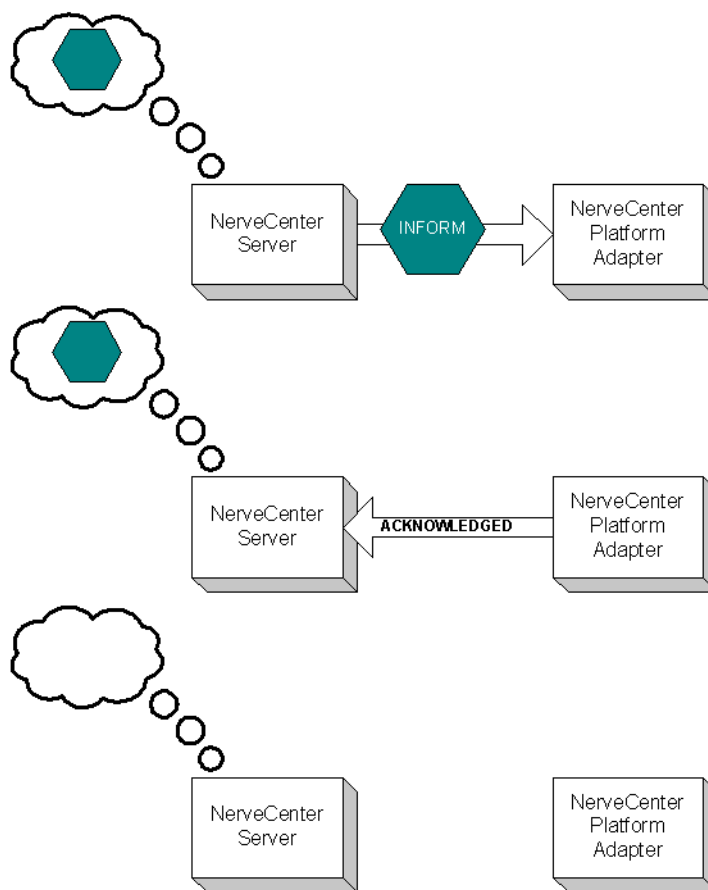 NerveCenter
Server
INFORM
NerveCenter
Platform
Adapter
NerveCenter
Server
ACKNOWLEDGED
NerveCenter
Platform
Adapter
NerveCenter
Server
NerveCenter
Platform
Adapter